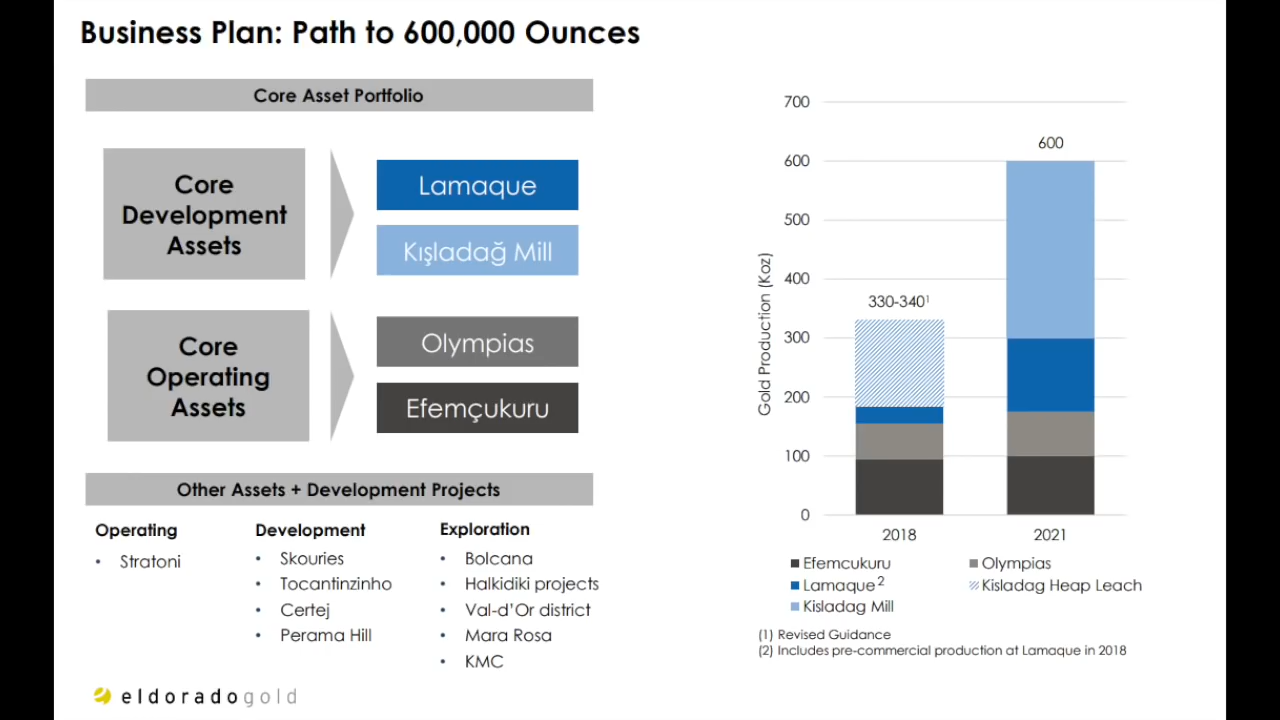 Business Plan: Path to 600,000 Ounces
Core Asset Portfolio
Core
Development
Assets
Lamaque
Kışladağ Mill
Core
Operating
Assets
Olympias
Efemçukuru
Other Assets + Development Projects
Operating
• Stratoni
Development
• Skouries
• Tocantinzinho
• Certej
• Perama Hill
Exploration
• Bolcana
• Halkidiki projects
• Val-d'Or district
• Mara Rosa
• KMC
eldoradogold
Gold Production (Koz)
700
600
500
400
300
200
100
0
330-340¹
600
2018
2021
Efemcukuru
Olympias
Lamaque²
Kisladag Heap Leach
Kisladag Mill
(1) Revised Guidance
(2) Includes pre-commercial production at Lamaque in 2018